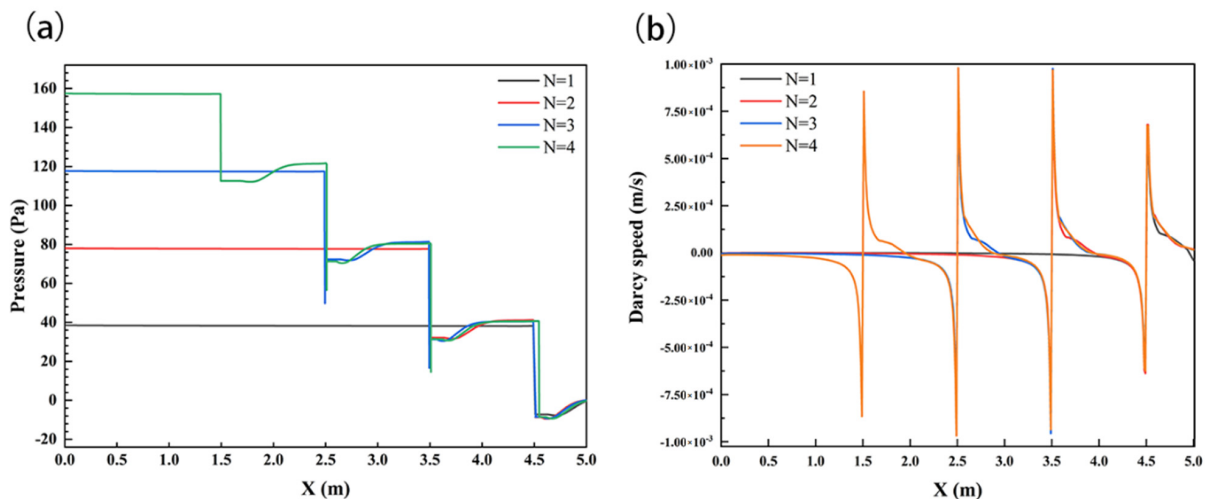 (a)
160
140
120
100
80
60
40
20
0
-20
Pressure (Pa)
N=1
N=2
N=3
N=4
0.0 0.5 1.0 1.5 2.0 2.5 3.0 3.5 4.0 4.5 5.0
X (m)
(b)
1.00×10⁻³
7.50×10⁻⁴
5.00×10⁻⁴
2.50×10⁻⁴
0.00
-2.50×10⁻⁴
-5.00×10⁻⁴
-7.50×10⁻⁴
-1.00×10⁻³
Darcy speed (m/s)
N=1
N=2
N=3
N=4
0.0 0.5 1.0 1.5 2.0 2.5 3.0 3.5 4.0 4.5 5.0
X (m)